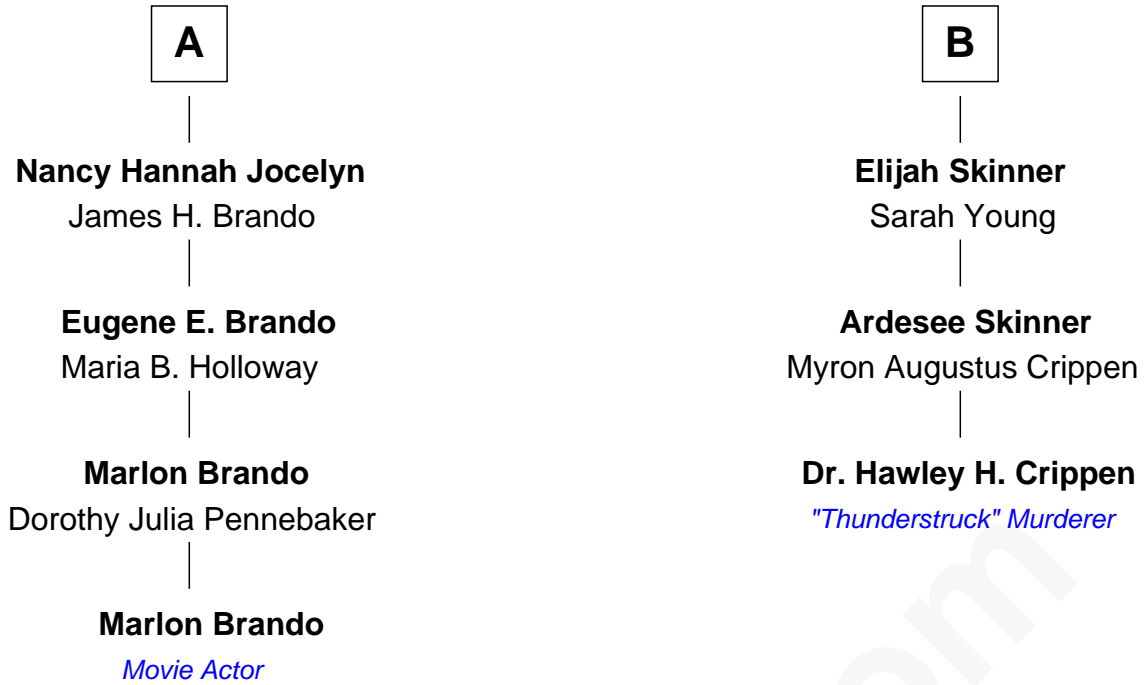 A
Nancy Hannah Jocelyn
James H. Brando
Eugene E. Brando
Maria B. Holloway
Marlon Brando
Dorothy Julia Pennebaker
Marlon Brando
Movie Actor
B
Elijah Skinner
Sarah Young
Ardesee Skinner
Myron Augustus Crippen
Dr. Hawley H. Crippen
"Thunderstruck" Murderer
om